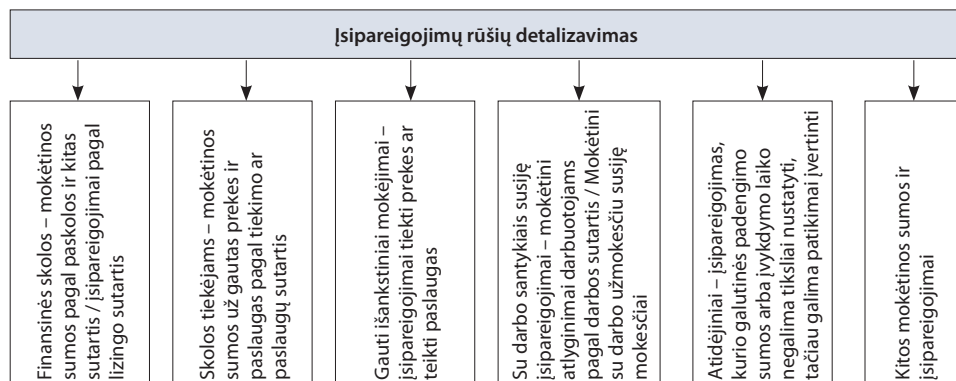 Įsipareigojimų rūšių detalizavimas
Finansinės skolos – mokėtinos
sumos pagal paskolos ir kitas
sutartis / įsipareigojimai pagal
lizingo sutartis
Skolos tiekėjams – mokėtinos
sumos už gautas prekes ir
paslaugas pagal tiekimo ar
paslaugų sutartis
Gauti išankstiniai mokėjimai –
įsipareigojimai tiekti prekes ar
teikti paslaugas
Su darbo santykiais susiję
įsipareigojimai – mokėtini
atlyginimai darbuotojams
pagal darbo sutartis / Mokėtini
su darbo užmokesčiu susiję
mokesčiai
Atidėjiniai – įsipareigojimas,
kurio galutinės padengimo
sumos arba įvykdymo laiko
negalima tiksliai nustatyti,
tačiau galima patikimai įvertinti
Kitos mokėtinos sumos ir
įsipareigojimai